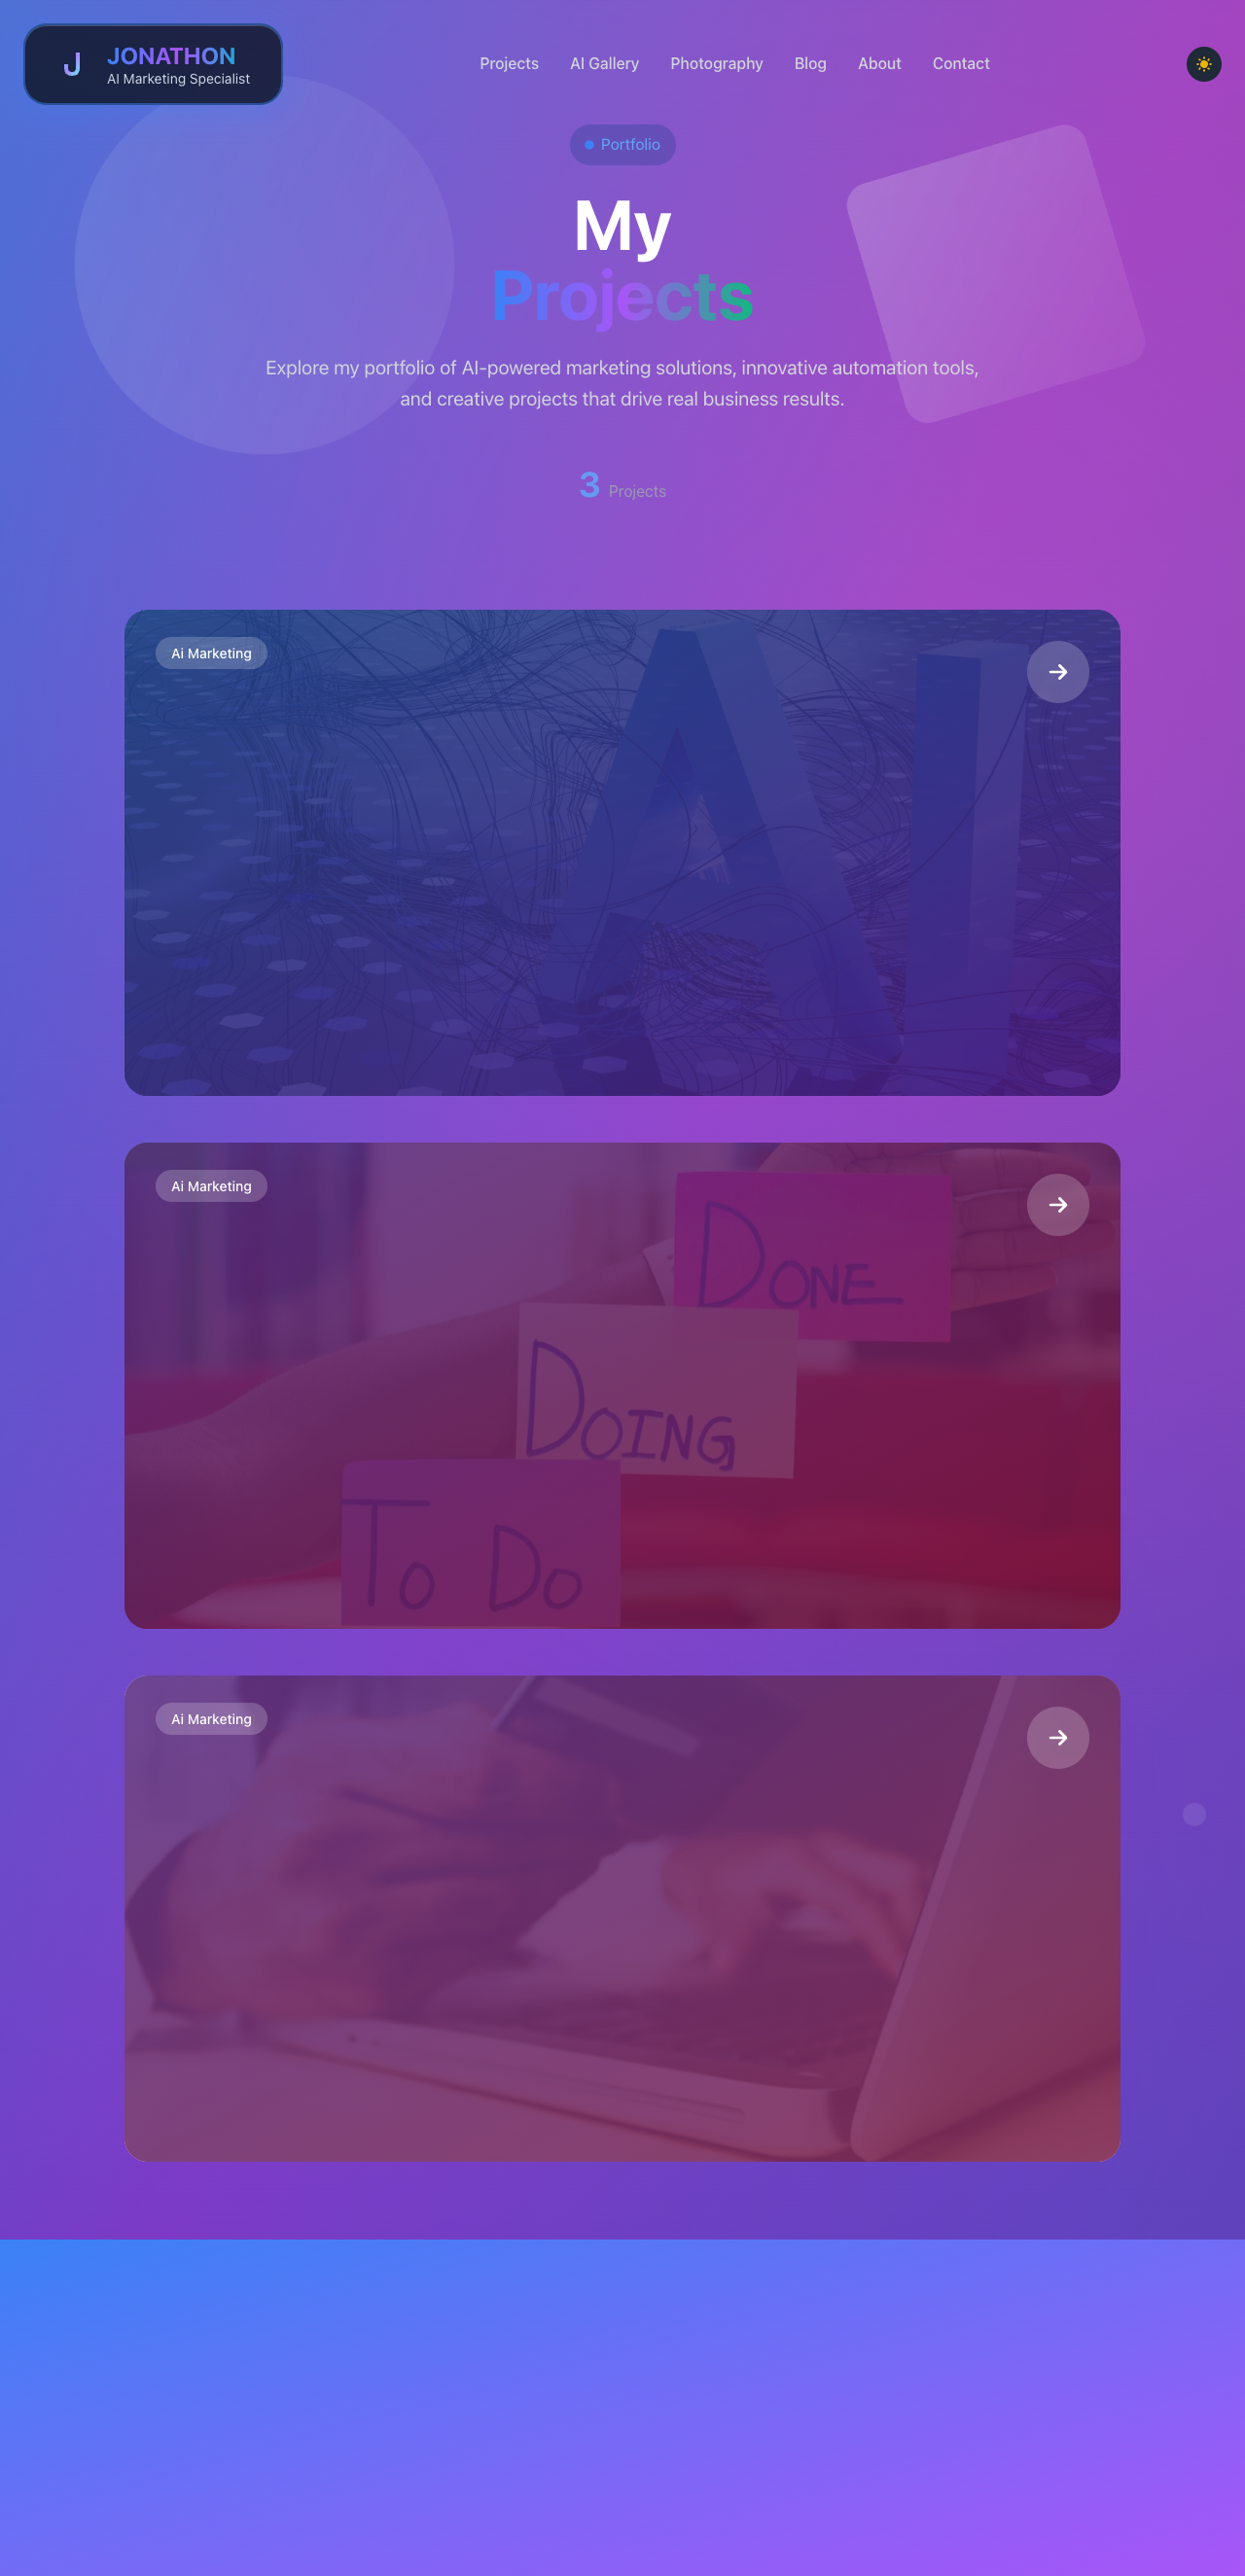 J
JONATHON
AI Marketing Specialist
Projects
AI Gallery
Photography
Blog
About
Contact
Portfolio
My
Projects
Explore my portfolio of AI-powered marketing solutions, innovative automation tools,
and creative projects that drive real business results.
3 Projects
Ai Marketing
AI
Ai Marketing
DONE
DOING
TO DO
Ai Marketing